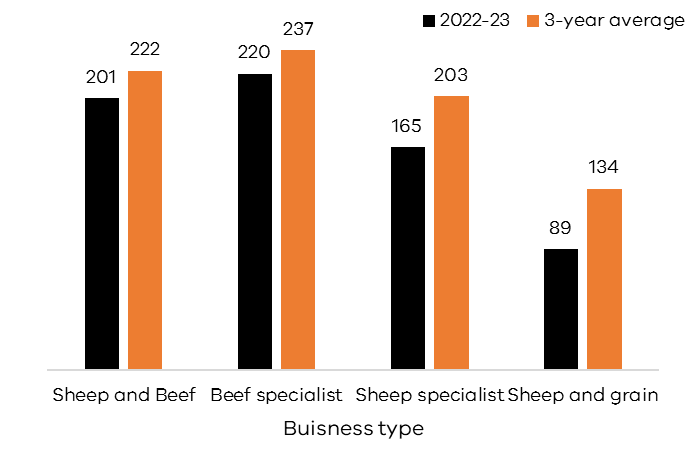 2022-23 3-year average
237
222 220
201 203
165
134
89
Sheep and Beef Beef specialist Sheep specialist Sheep and grain
Buisness type